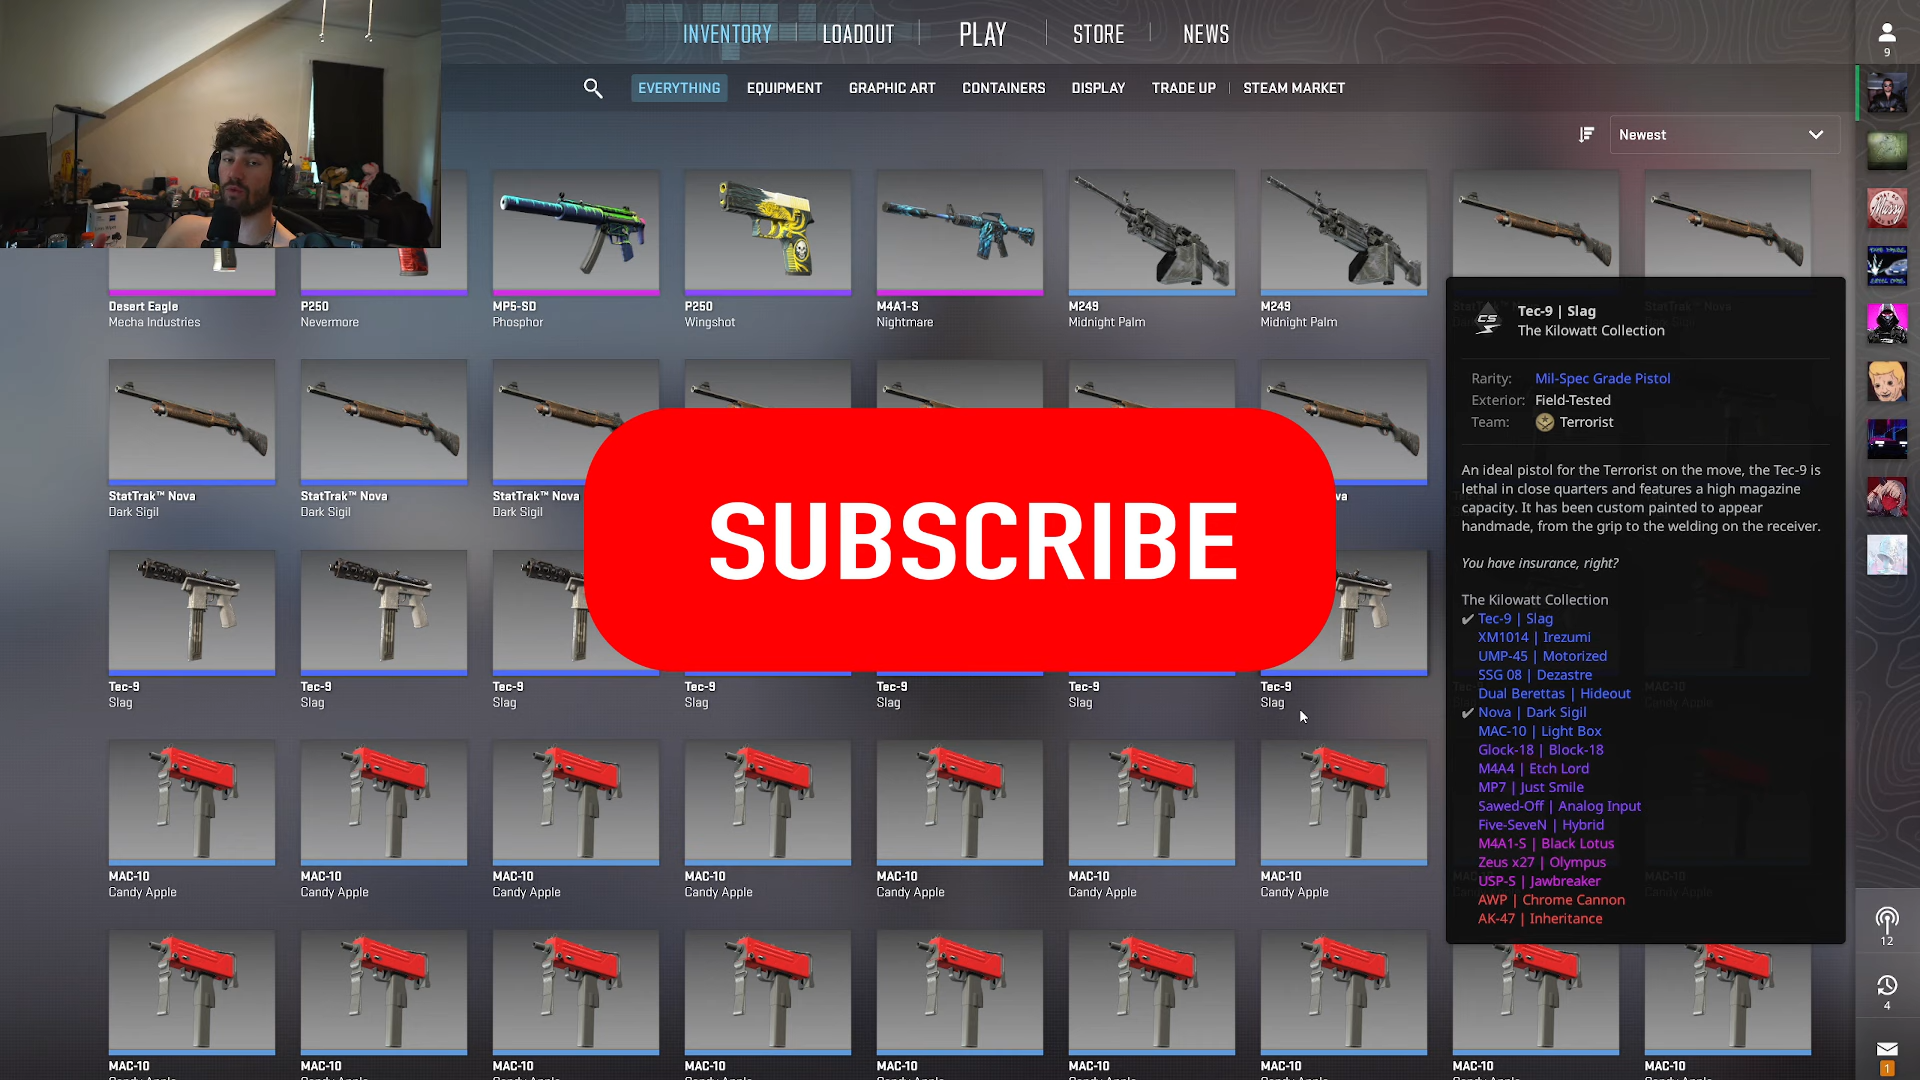 INVENTORY
LOADOUT
PLAY
STORE
NEWS
9
EVERYTHING
EQUIPMENT
GRAPHIC ART
CONTAINERS
DISPLAY
TRADE UP
STEAM MARKET
Newest
Desert Eagle
Mecha Industries
P250
Nevermore
MP5-SD
Phosphor
P250
Wingshot
M4A1-S
Nightmare
M249
Midnight Palm
M249
Midnight Palm
Tec-9 | Slag
The Kilowatt Collection
Rarity: Mil-Spec Grade Pistol
Exterior: Field-Tested
Team: Terrorist
An ideal pistol for the Terrorist on the move, the Tec-9 is
lethal in close quarters and features a high magazine
capacity. It has been custom painted to appear
handmade, from the grip to the welding on the receiver.
You have insurance, right?
The Kilowatt Collection
✔ Tec-9 | Slag
XM1014 | Irezumi
UMP-45 | Motorized
SSG 08 | Dezastre
Dual Berettas | Hideout
✔ Nova | Dark Sigil
MAC-10 | Light Box
Glock-18 | Block-18
M4A4 | Etch Lord
MP7 | Just Smile
Sawed-Off | Analog Input
Five-SeveN | Hybrid
M4A1-S | Black Lotus
Zeus x27 | Olympus
USP-S | Jawbreaker
AWP | Chrome Cannon
AK-47 | Inheritance
StatTrak™ Nova
Dark Sigil
StatTrak™ Nova
Dark Sigil
StatTrak™ Nova
Dark Sigil
va
SUBSCRIBE
Tec-9
Slag
Tec-9
Slag
Tec-9
Slag
Tec-9
Slag
Tec-9
Slag
Tec-9
Slag
Tec-9
Slag
MAC-10
Candy Apple
MAC-10
Candy Apple
MAC-10
Candy Apple
MAC-10
Candy Apple
MAC-10
Candy Apple
MAC-10
Candy Apple
MAC-10
Candy Apple
MAC-10
MAC-10
MAC-10
MAC-10
MAC-10
MAC-10
MAC-10
MAC-10
MAC-10
12
4
1